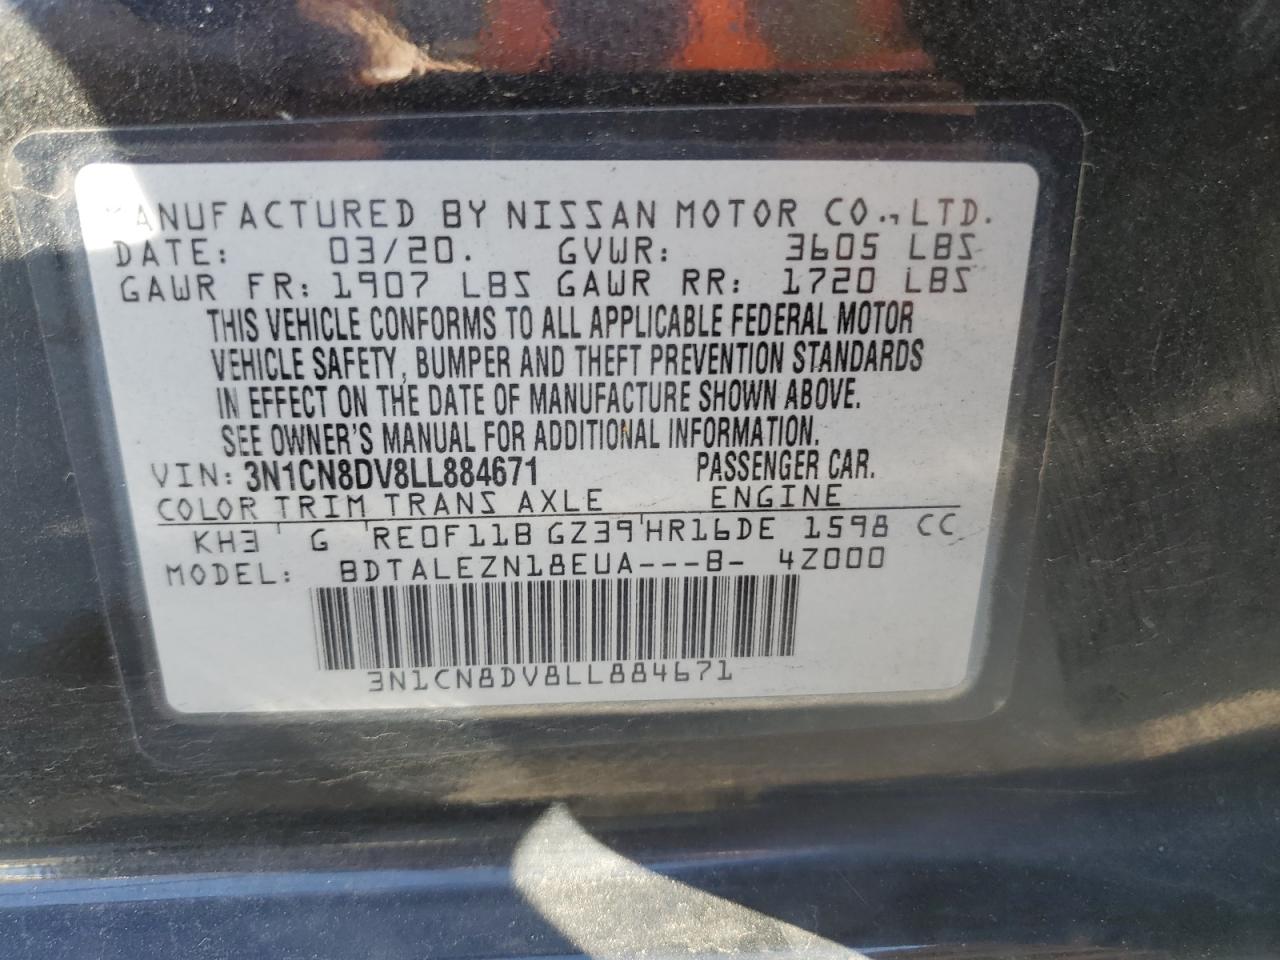 MANUFACTURED BY NISSAN MOTOR CO., LTD.
DATE: 03/20. GVWR: 3605 LBS
GAWR FR: 1907 LBS GAWR RR: 1720 LBS
THIS VEHICLE CONFORMS TO ALL APPLICABLE FEDERAL MOTOR
VEHICLE SAFETY, BUMPER AND THEFT PREVENTION STANDARDS
IN EFFECT ON THE DATE OF MANUFACTURE SHOWN ABOVE.
SEE OWNER'S MANUAL FOR ADDITIONAL INFORMATION.
VIN: 3N1CN8DV8LL884671 PASSENGER CAR.
COLOR TRIM TRANS AXLE ENGINE
KH3 G RE0F11B GZ39 HR16DE 1598 CC
MODEL: BDTALEZN18EUA---B- 4Z000
3N1CN8DV8LL884671